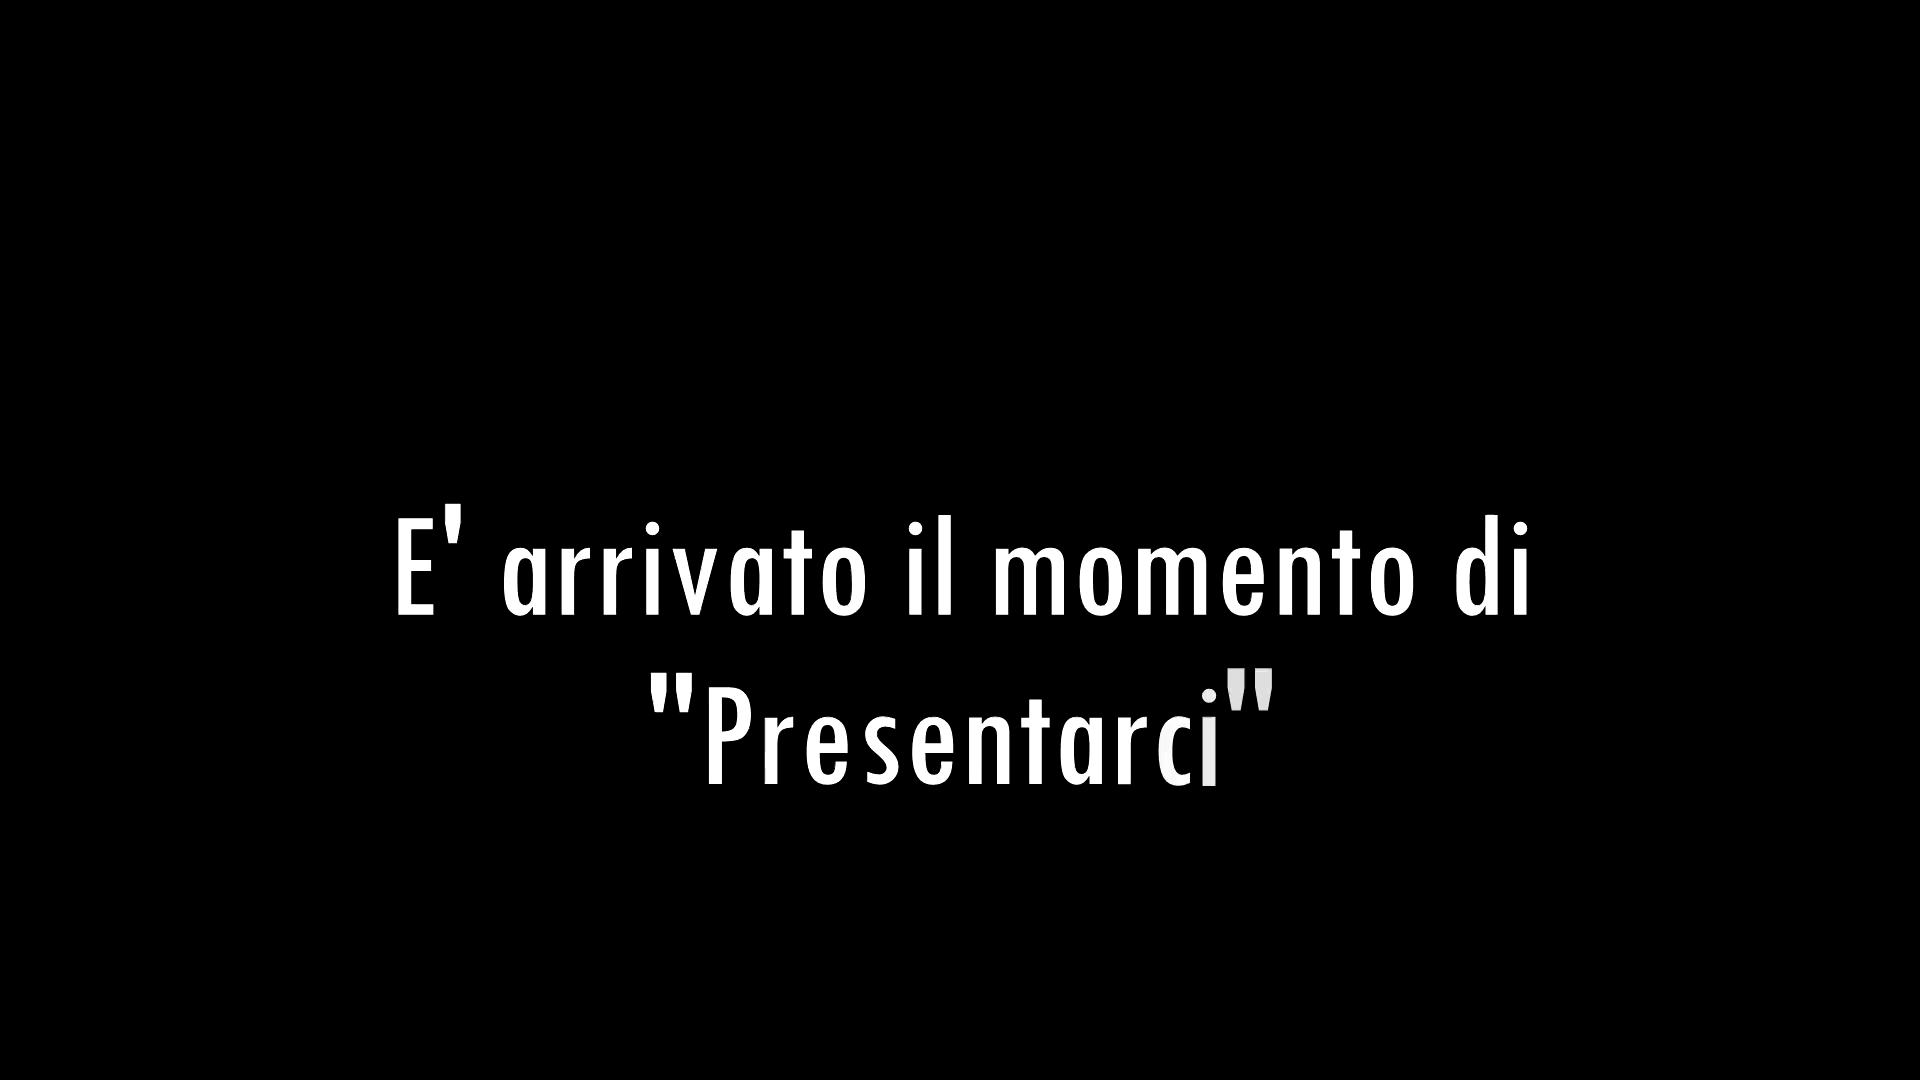 E' arrivato il momento di
"Presentarci"